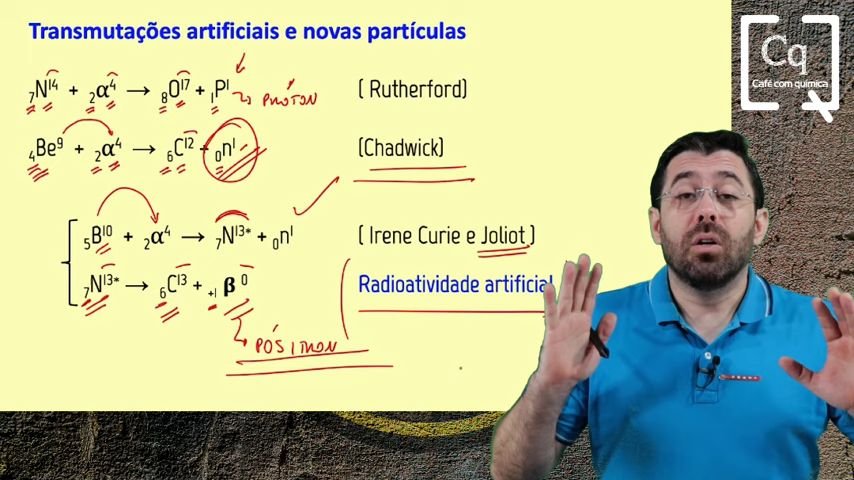 Transmutações artificiais e novas partículas
Cq
Café com química
₇N¹⁴ + ₂α⁴ → ₈O¹⁷ + ₁P¹ → PRÓTON ( Rutherford)
₄Be⁹ + ₂α⁴ → ₆C¹² + ₀n¹ (Chadwick)
₅B¹⁰ + ₂α⁴ → ₇N¹³* + ₀n¹ ( Irene Curie e Joliot )
₇N¹³* → ₆C¹³ + ₊₁β⁰ Radioatividade artificial
PÓSITRON